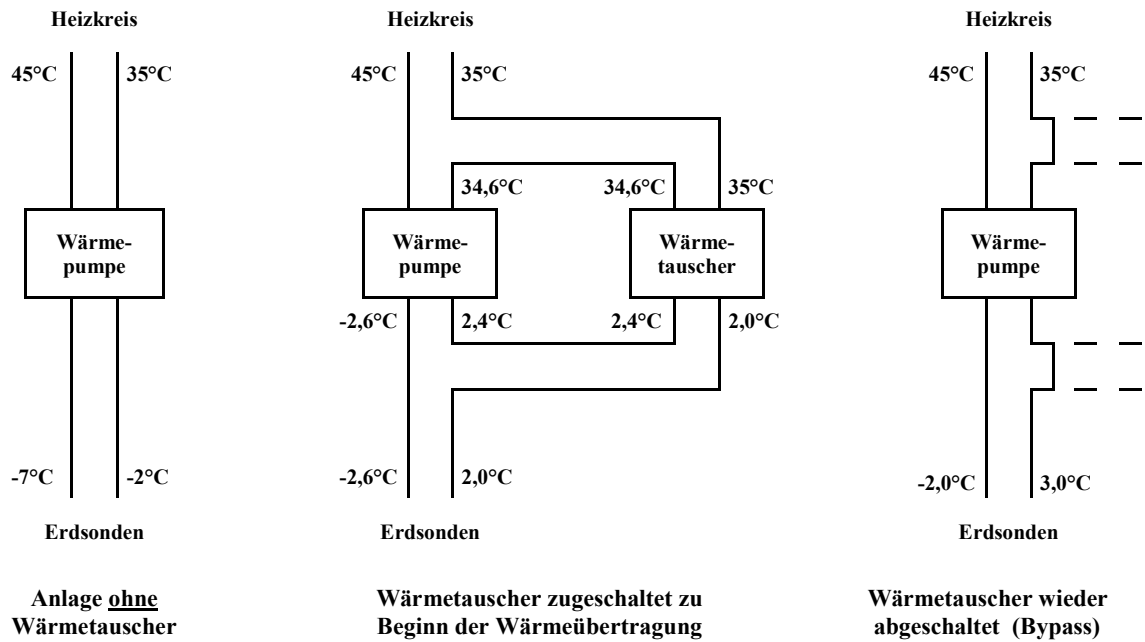 Heizkreis
45°C
35°C
Wärme-
pumpe
-7°C
-2°C
Erdsonden
Anlage ohne
Wärmetauscher
Heizkreis
45°C
35°C
34,6°C
34,6°C
35°C
Wärme-
pumpe
Wärme-
tauscher
-2,6°C
2,4°C
2,4°C
2,0°C
-2,6°C
2,0°C
Erdsonden
Wärmetauscher zugeschaltet zu
Beginn der Wärmeübertragung
Heizkreis
45°C
35°C
Wärme-
pumpe
-2,0°C
3,0°C
Erdsonden
Wärmetauscher wieder
abgeschaltet (Bypass)